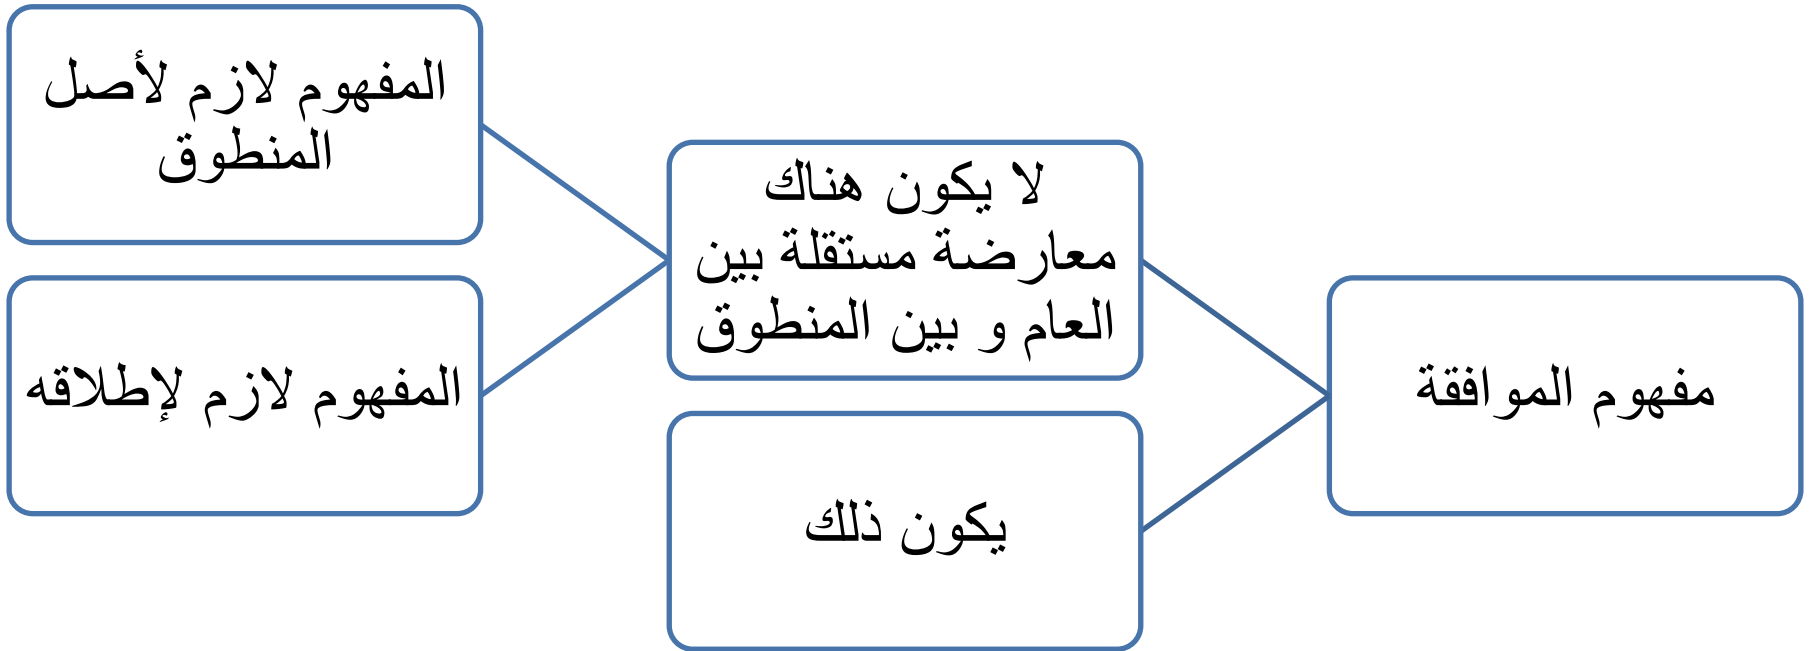 مفهوم الموافقة
لا يكون هناك
معارضة مستقلة بين
العام و بين المنطوق
المفهوم لازم لأصل
المنطوق
المفهوم لازم لإطلاقه
يكون ذلك